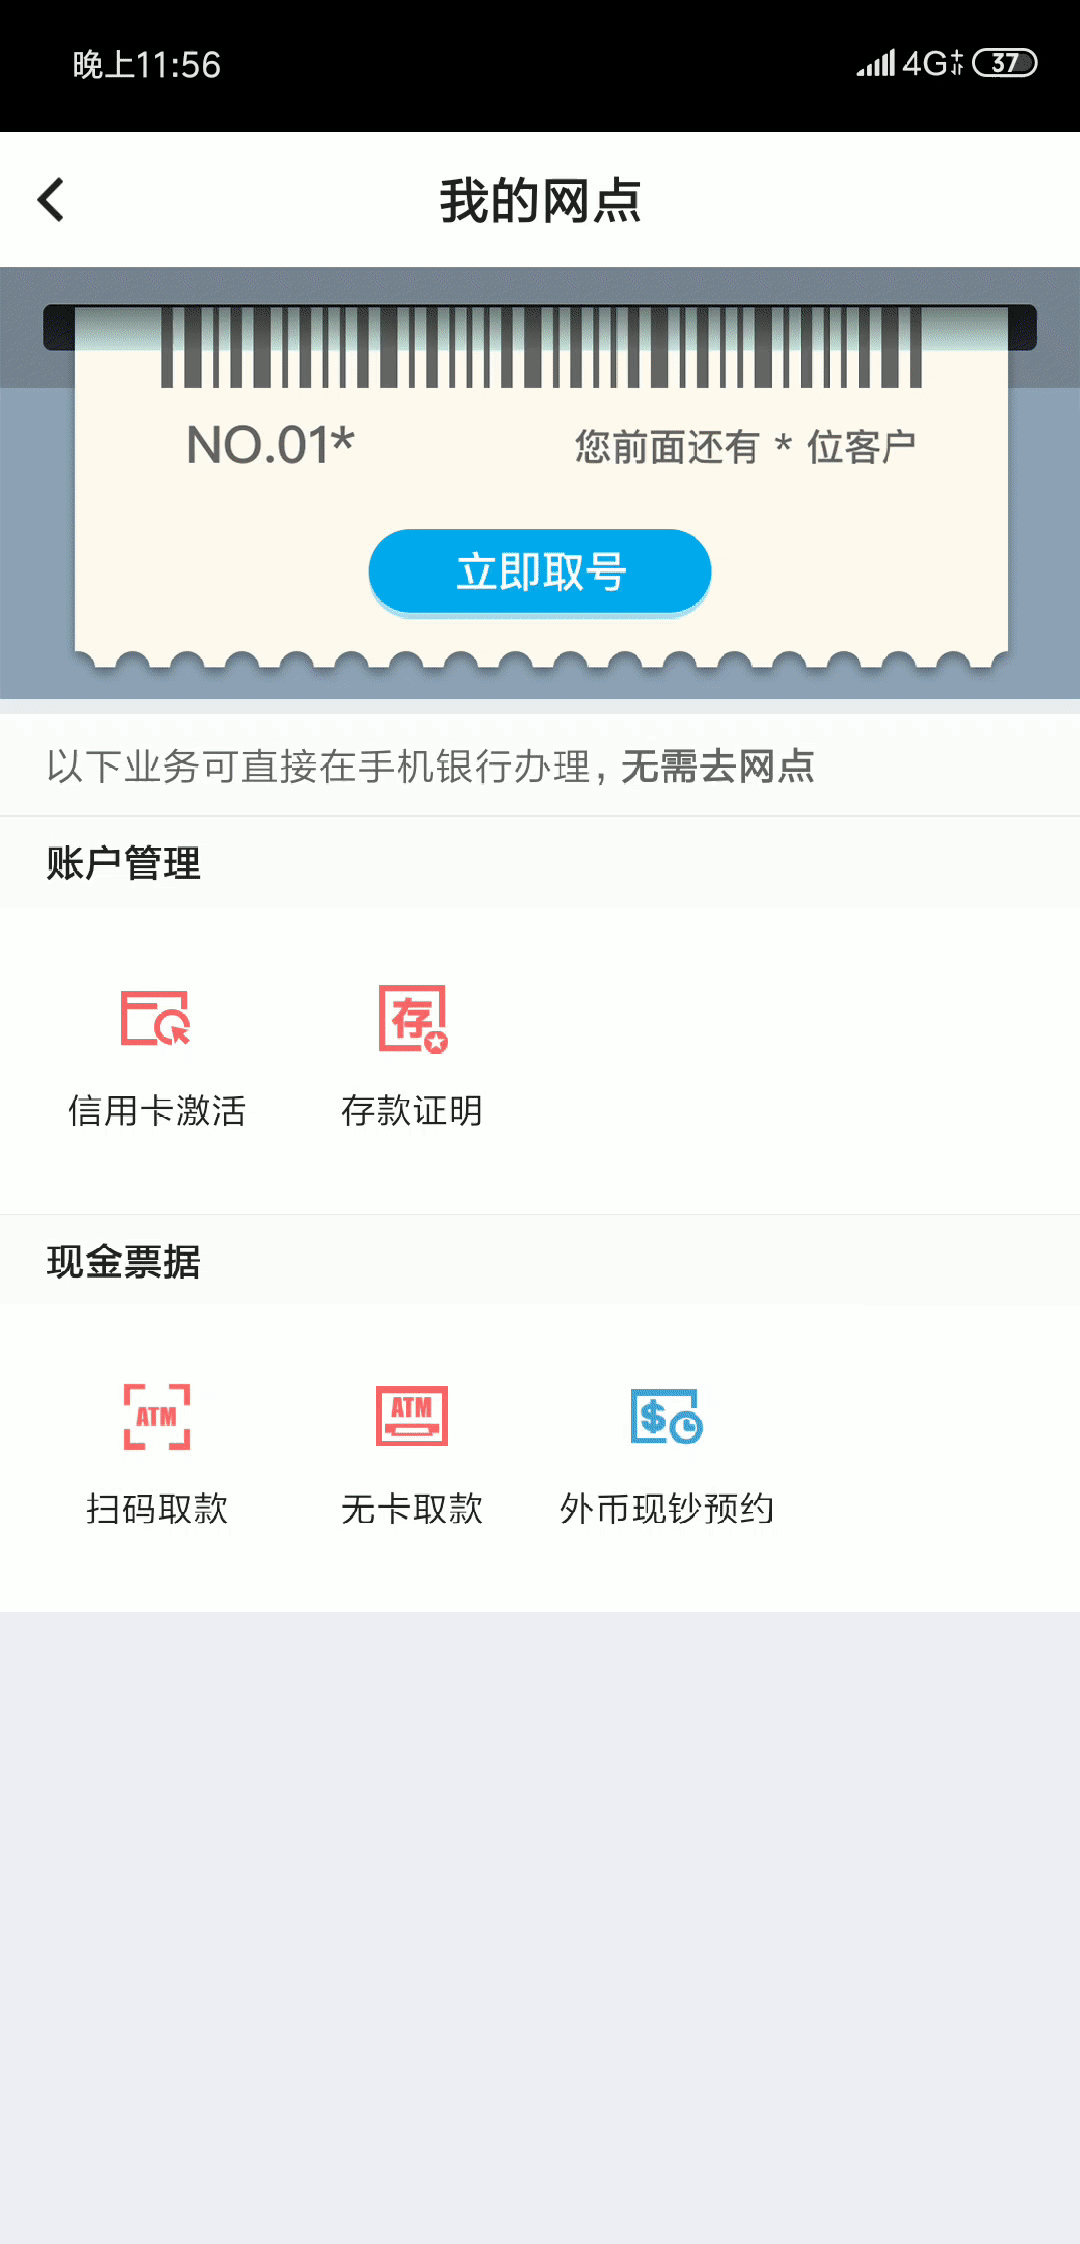 晚上11:56
4G 37
我的网点
NO.01*
您前面还有 * 位客户
立即取号
以下业务可直接在手机银行办理，无需去网点
账户管理
存
信用卡激活 存款证明
现金票据
ATM ATM $
扫码取款 无卡取款 外币现钞预约